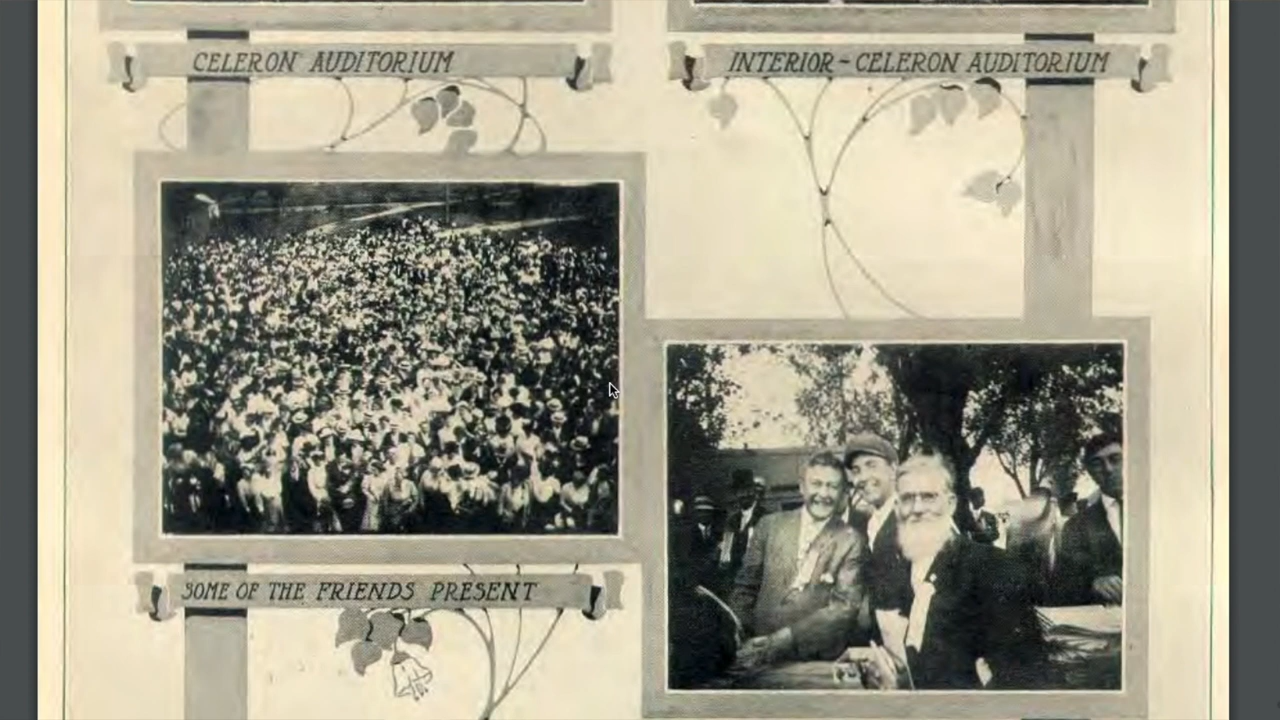 CELERON AUDITORIUM
INTERIOR-CELERON AUDITORIUM
SOME OF THE FRIENDS PRESENT